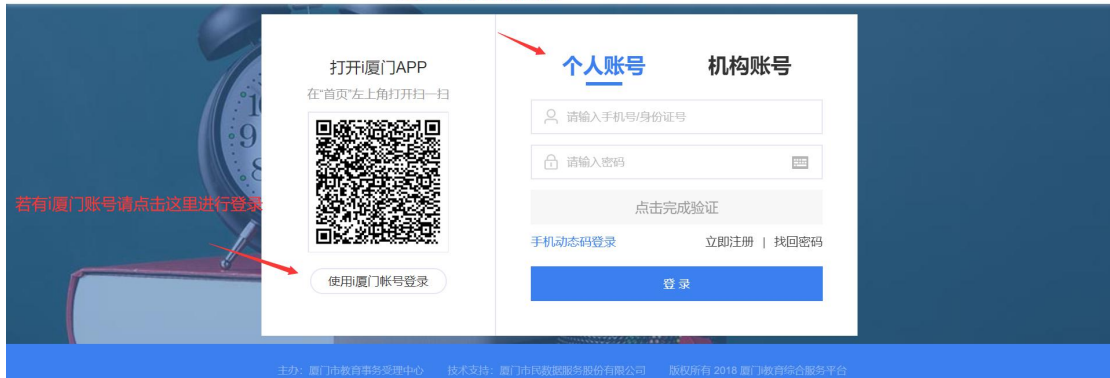 打开i厦门APP
在“首页”左上角打开扫一扫
若有i厦门账号请点击这里进行登录
使用i厦门帐号登录
个人账号
机构账号
请输入手机号/身份证号
请输入密码
点击完成验证
手机动态码登录
立即注册 | 找回密码
登 录
主办：厦门市教育事务受理中心 技术支持：厦门市民数据服务股份有限公司 版权所有 2018 厦门i教育综合服务平台